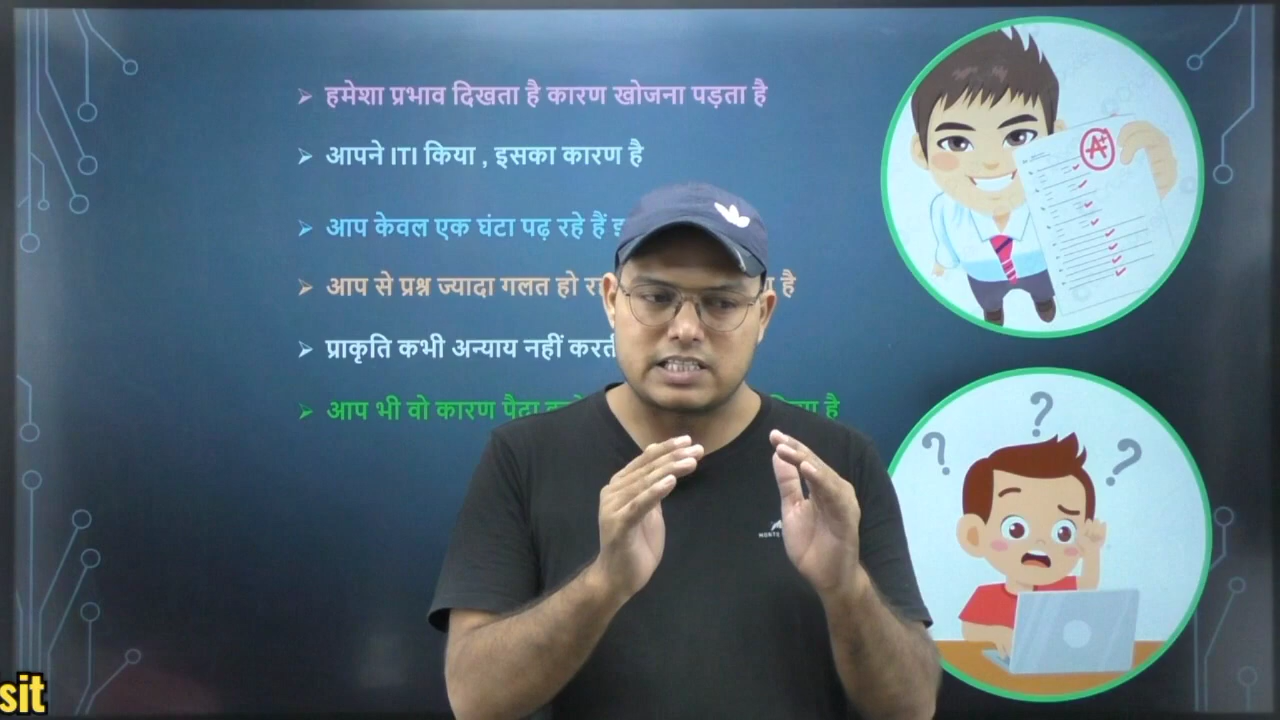 हमेशा प्रभाव दिखता है कारण खोजना पड़ता है
आपने ITI किया , इसका कारण है
आप केवल एक घंटा पढ़ रहे हैं
आप से प्रश्न ज्यादा गलत हो है
प्राकृति कभी अन्याय नहीं
आप भी वो कारण पैदा है
A+
sit